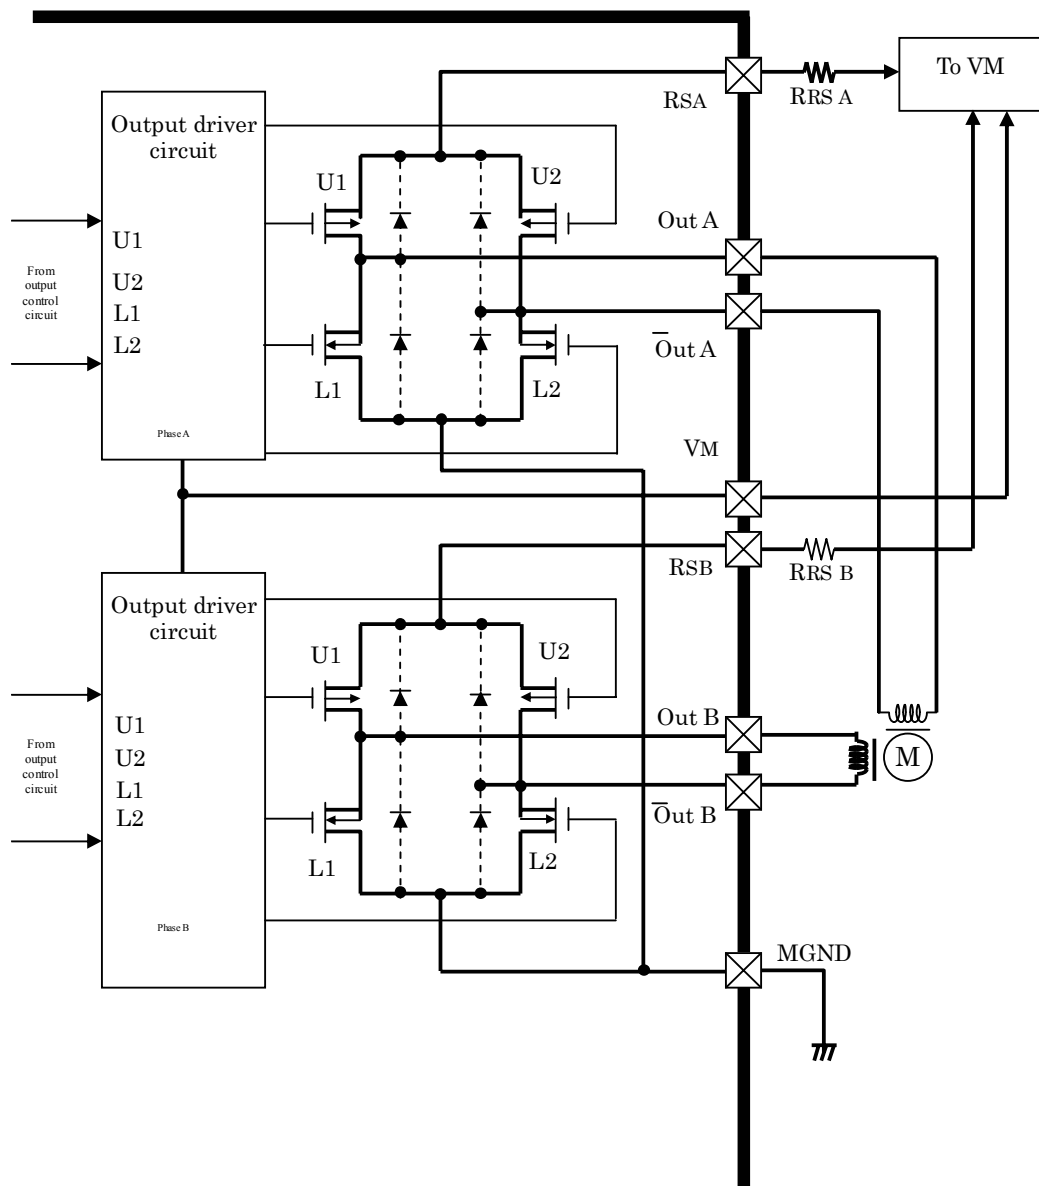 To VM
RSA
RRS A
Output driver
circuit
U1
U2
Out A
From
output
control
circuit
U1
U2
L1
L2
O̅ut A
L1
L2
Phase A
VM
RSB
RRS B
Output driver
circuit
U1
U2
Out B
From
output
control
circuit
U1
U2
L1
L2
M
O̅ut B
L1
L2
Phase B
MGND